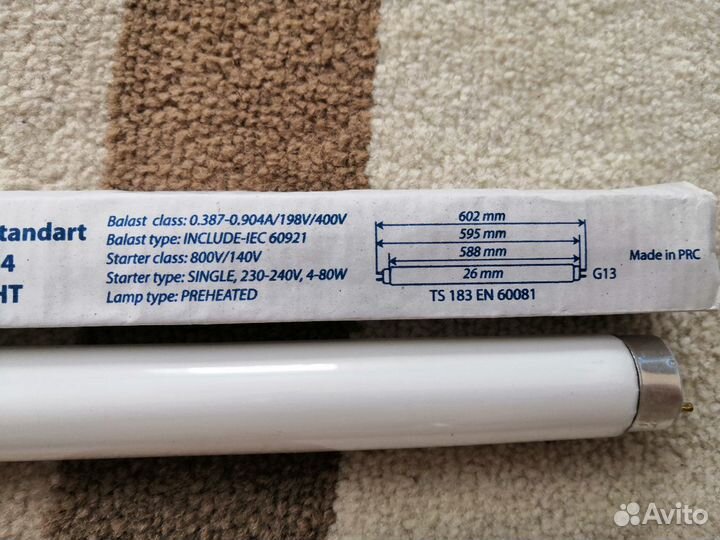 tandart
4
HT
Balast class: 0.387-0.904A/198V/400V
Balast type: INCLUDE-IEC 60921
Starter class: 800V/140V
Starter type: SINGLE, 230-240V, 4-80W
Lamp type: PREHEATED
602 mm
595 mm
588 mm
26 mm
G13
TS 183 EN 60081
Made in PRC
Avito